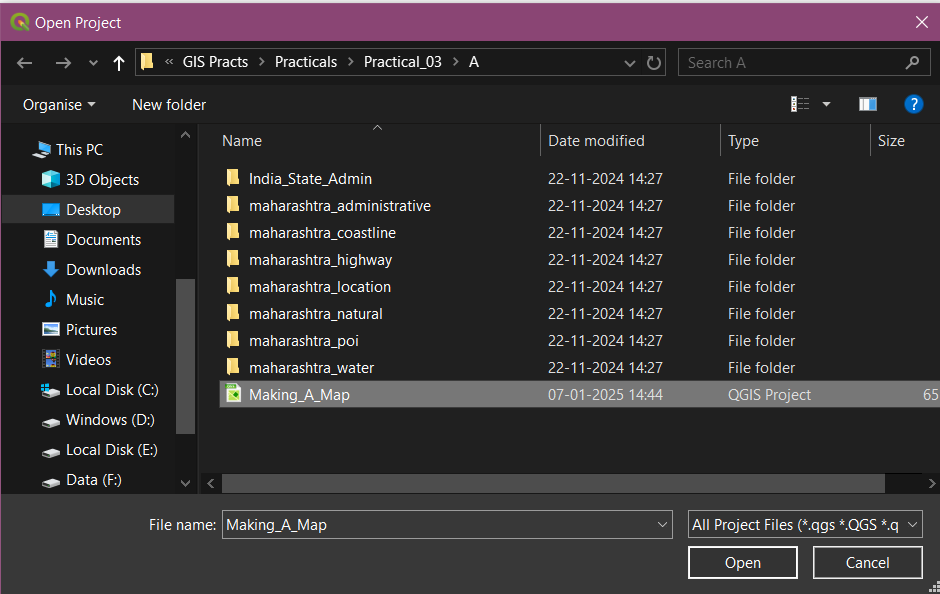 Open Project
« GIS Practs > Practicals > Practical_03 > A
Search A
Organise
New folder
?
Name
Date modified
Type
Size
This PC
3D Objects
Desktop
Documents
Downloads
Music
Pictures
Videos
Local Disk (C:)
Windows (D:)
Local Disk (E:)
Data (F:)
India_State_Admin 22-11-2024 14:27 File folder
maharashtra_administrative 22-11-2024 14:27 File folder
maharashtra_coastline 22-11-2024 14:27 File folder
maharashtra_highway 22-11-2024 14:27 File folder
maharashtra_location 22-11-2024 14:27 File folder
maharashtra_natural 22-11-2024 14:27 File folder
maharashtra_poi 22-11-2024 14:27 File folder
maharashtra_water 22-11-2024 14:27 File folder
Making_A_Map 07-01-2025 14:44 QGIS Project 65
File name: Making_A_Map
All Project Files (*.qgs *.QGS *.q
Open
Cancel